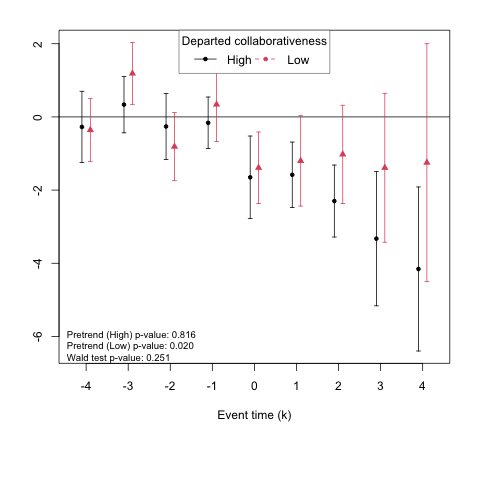 Departed collaborativeness
High Low
2
0
-2
-4
-6
Pretrend (High) p-value: 0.816
Pretrend (Low) p-value: 0.020
Wald test p-value: 0.251
-4 -3 -2 -1 0 1 2 3 4
Event time (k)